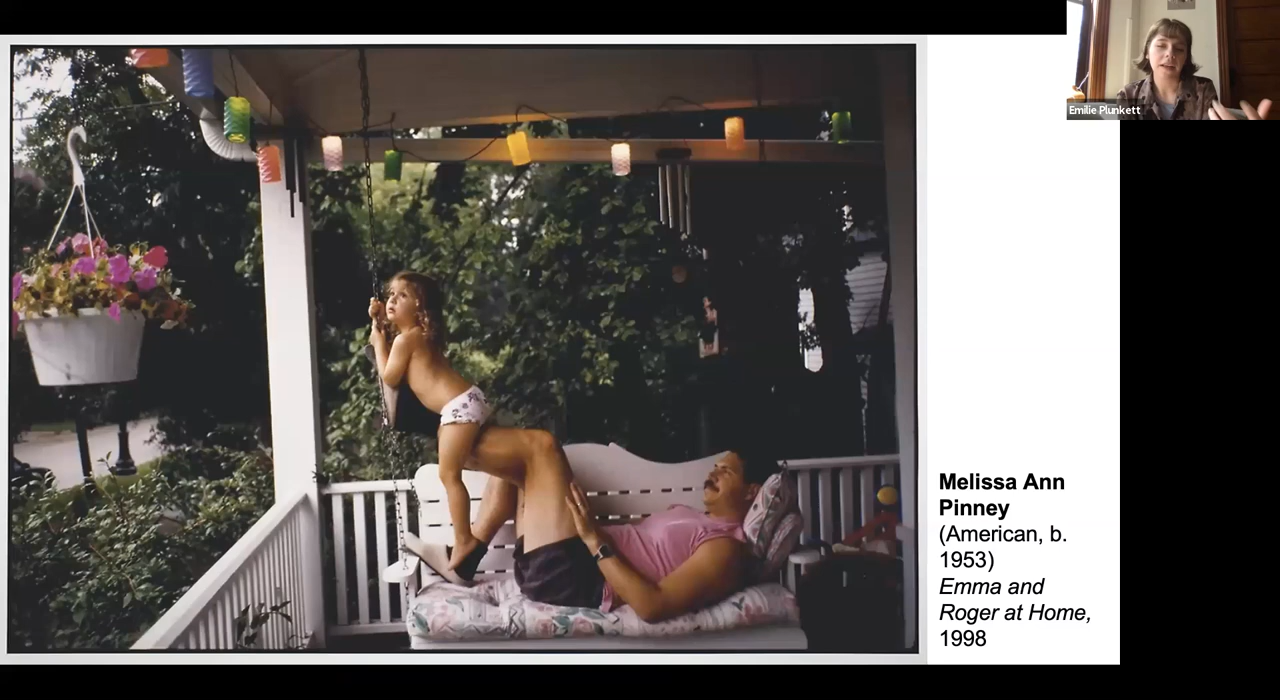 Emilie Plunkett
Melissa Ann
Pinney
(American, b.
1953)
Emma and
Roger at Home,
1998